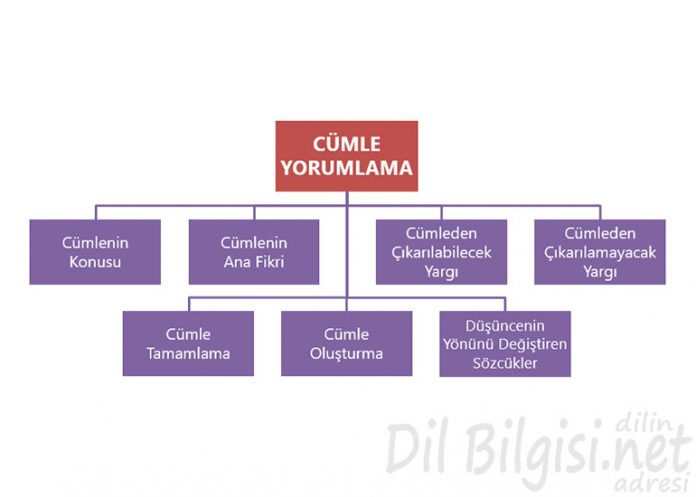 CÜMLE
YORUMLAMA
Cümlenin
Konusu
Cümlenin
Ana Fikri
Cümleden
Çıkarılabilecek
Yargı
Cümleden
Çıkarılamayacak
Yargı
Cümle
Tamamlama
Cümle
Oluşturma
Düşüncenin
Yönünü Değiştiren
Sözcükler
dilin
Dil Bilgisi.net
adresi